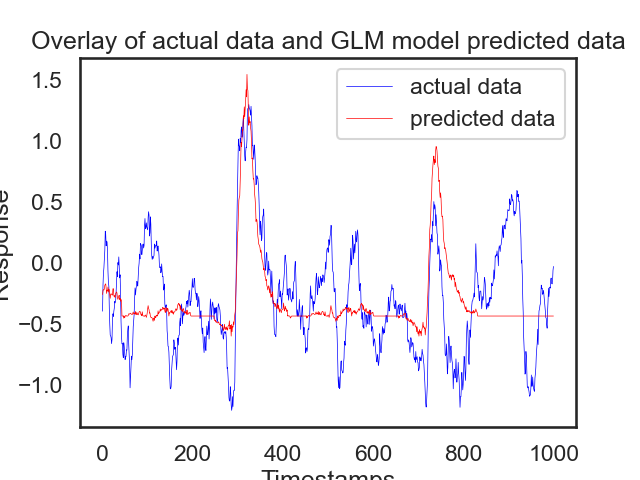 Overlay of actual data and GLM model predicted data
actual data
predicted data
Response
1.5
1.0
0.5
0.0
−0.5
−1.0
0
200
400
600
800
1000
Timestamps